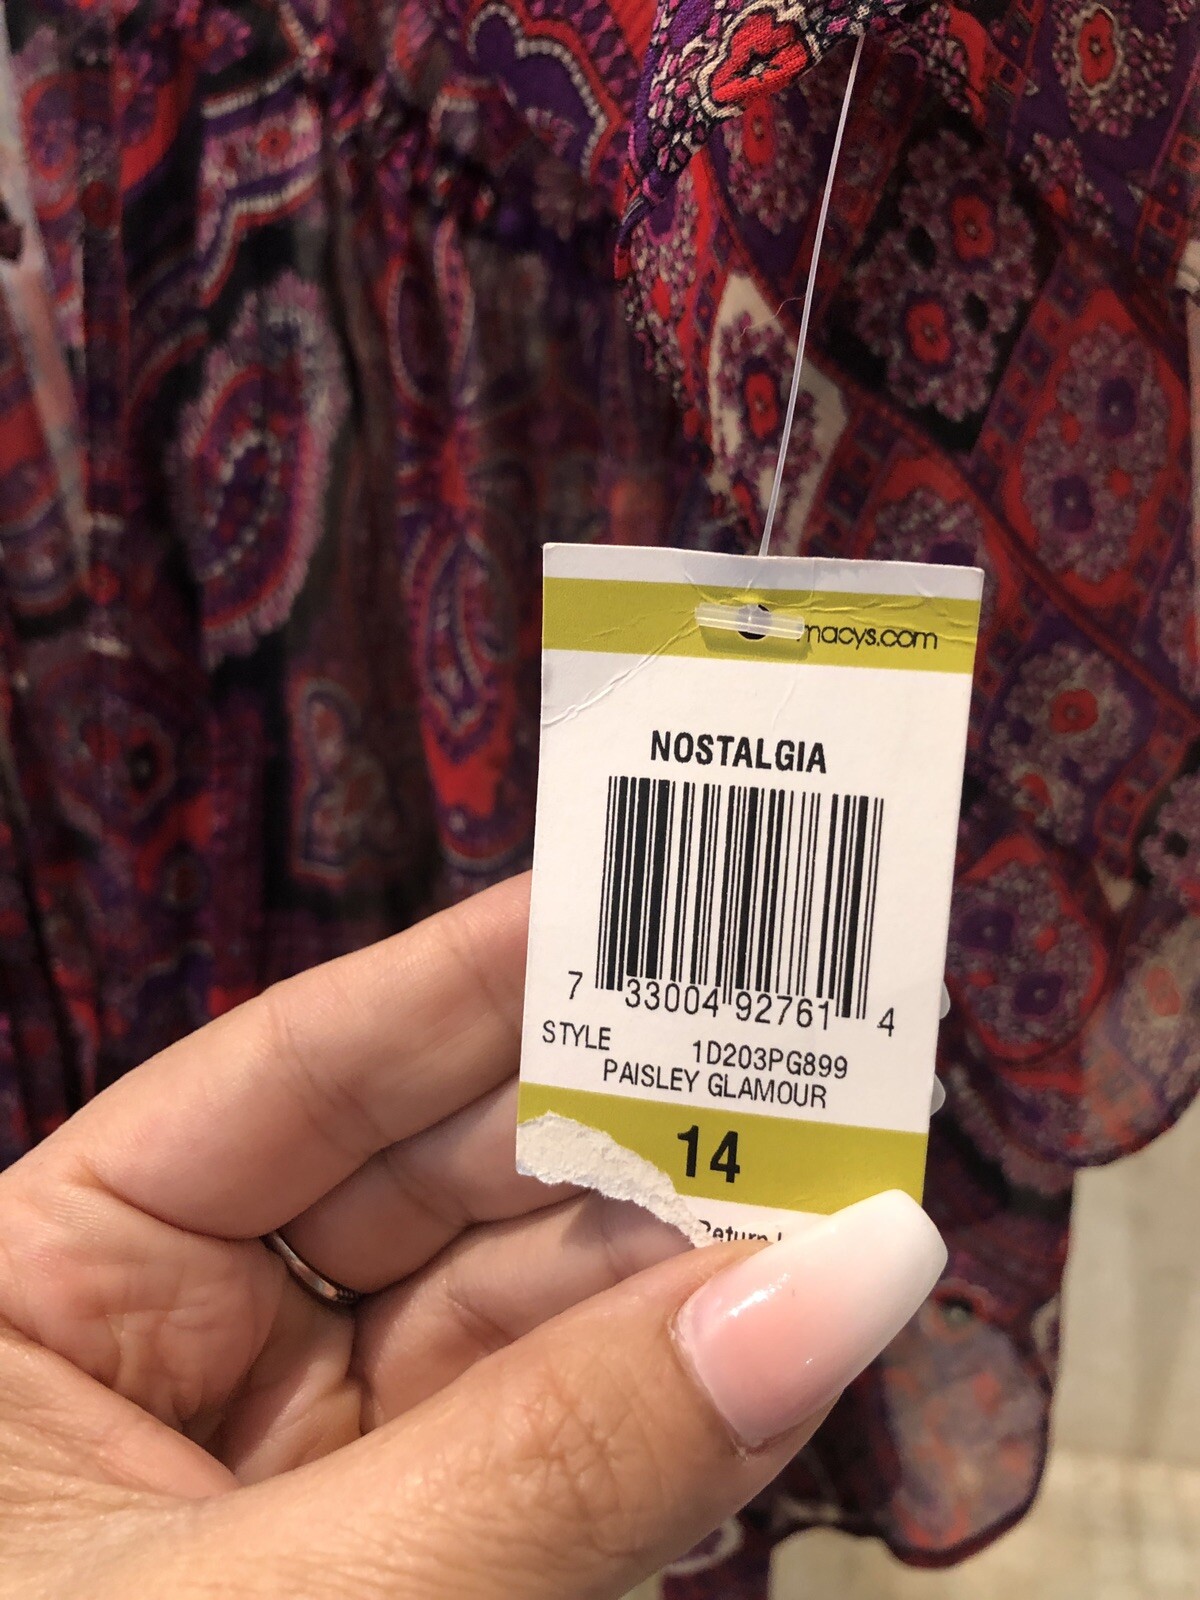 macys.com
NOSTALGIA
7 33004 92761 4
STYLE 1D203PG899
PAISLEY GLAMOUR
14
Return